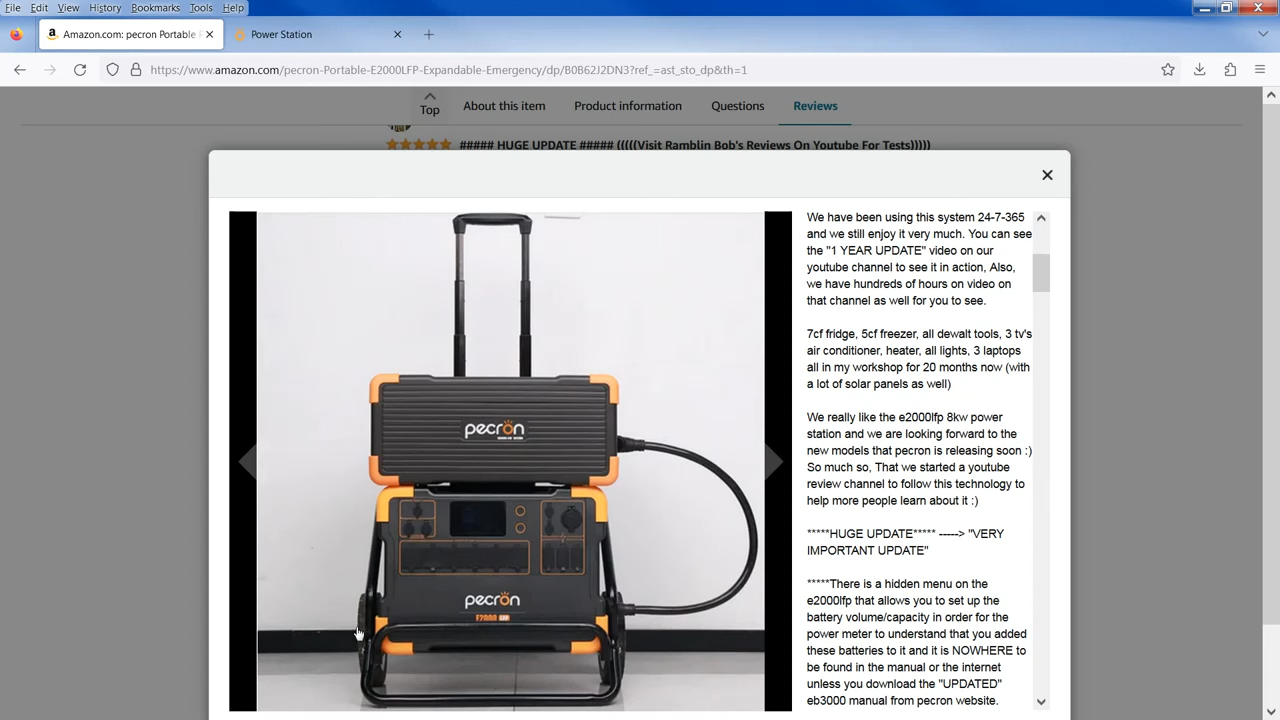 File Edit View History Bookmarks Tools Help
Amazon.com: pecron Portable P
Power Station
https://www.amazon.com/pecron-Portable-E2000LFP-Expandable-Emergency/dp/B0B62J2DN3?ref_=ast_sto_dp&th=1
Top About this item Product information Questions Reviews
##### HUGE UPDATE ##### (((((Visit Ramblin Bob's Reviews On Youtube For Tests)))))
pecron
pecron
E2000 LFP
We have been using this system 24-7-365
and we still enjoy it very much. You can see
the "1 YEAR UPDATE" video on our
youtube channel to see it in action, Also,
we have hundreds of hours on video on
that channel as well for you to see.
7cf fridge, 5cf freezer, all dewalt tools, 3 tv's
air conditioner, heater, all lights, 3 laptops
all in my workshop for 20 months now (with
a lot of solar panels as well)
We really like the e2000lfp 8kw power
station and we are looking forward to the
new models that pecron is releasing soon :)
So much so, That we started a youtube
review channel to follow this technology to
help more people learn about it :)
*****HUGE UPDATE***** -----> "VERY
IMPORTANT UPDATE"
*****There is a hidden menu on the
e2000lfp that allows you to set up the
battery volume/capacity in order for the
power meter to understand that you added
these batteries to it and it is NOWHERE to
be found in the manual or the internet
unless you download the "UPDATED"
eb3000 manual from pecron website.